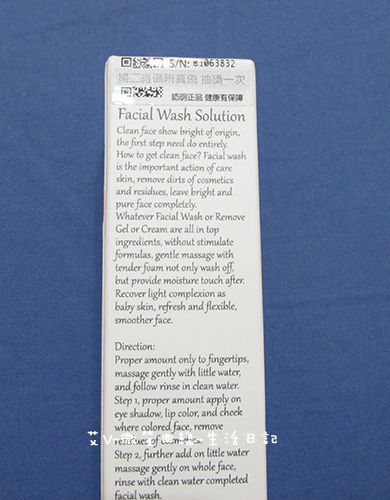 S/N: B1063832
掃二維碼辨真偽 抽獎一次
認明正品 健康有保障
Facial Wash Solution
Clean face show bright of origin,
the first step need do entirely.
How to get clean face? Facial wash
is the important action of care
skin, remove dirts of cosmetics
and residues, leave bright and
pure face completely.
Whatever Facial Wash or Remove
Gel or Cream are all in top
ingredients, without stimulate
formulas, gentle massage with
tender foam not only wash off,
but provide moisture touch after.
Recover light complexion as
baby skin, refresh and flexible,
smoother face.
Direction:
Proper amount only to fingertips,
massage gently with little water,
and follow rinse in clean water.
Step 1, proper amount apply on
eye shadow, lip color, and cheek
where colored face, remove
residues of cosmetics.
Step 2, further add on little water
massage gently on whole face,
rinse with clean water completed
facial wash.
生活日記